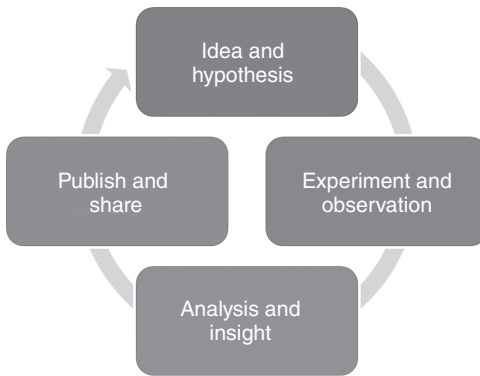 Idea and
hypothesis
Experiment and
observation
Analysis and
insight
Publish and
share